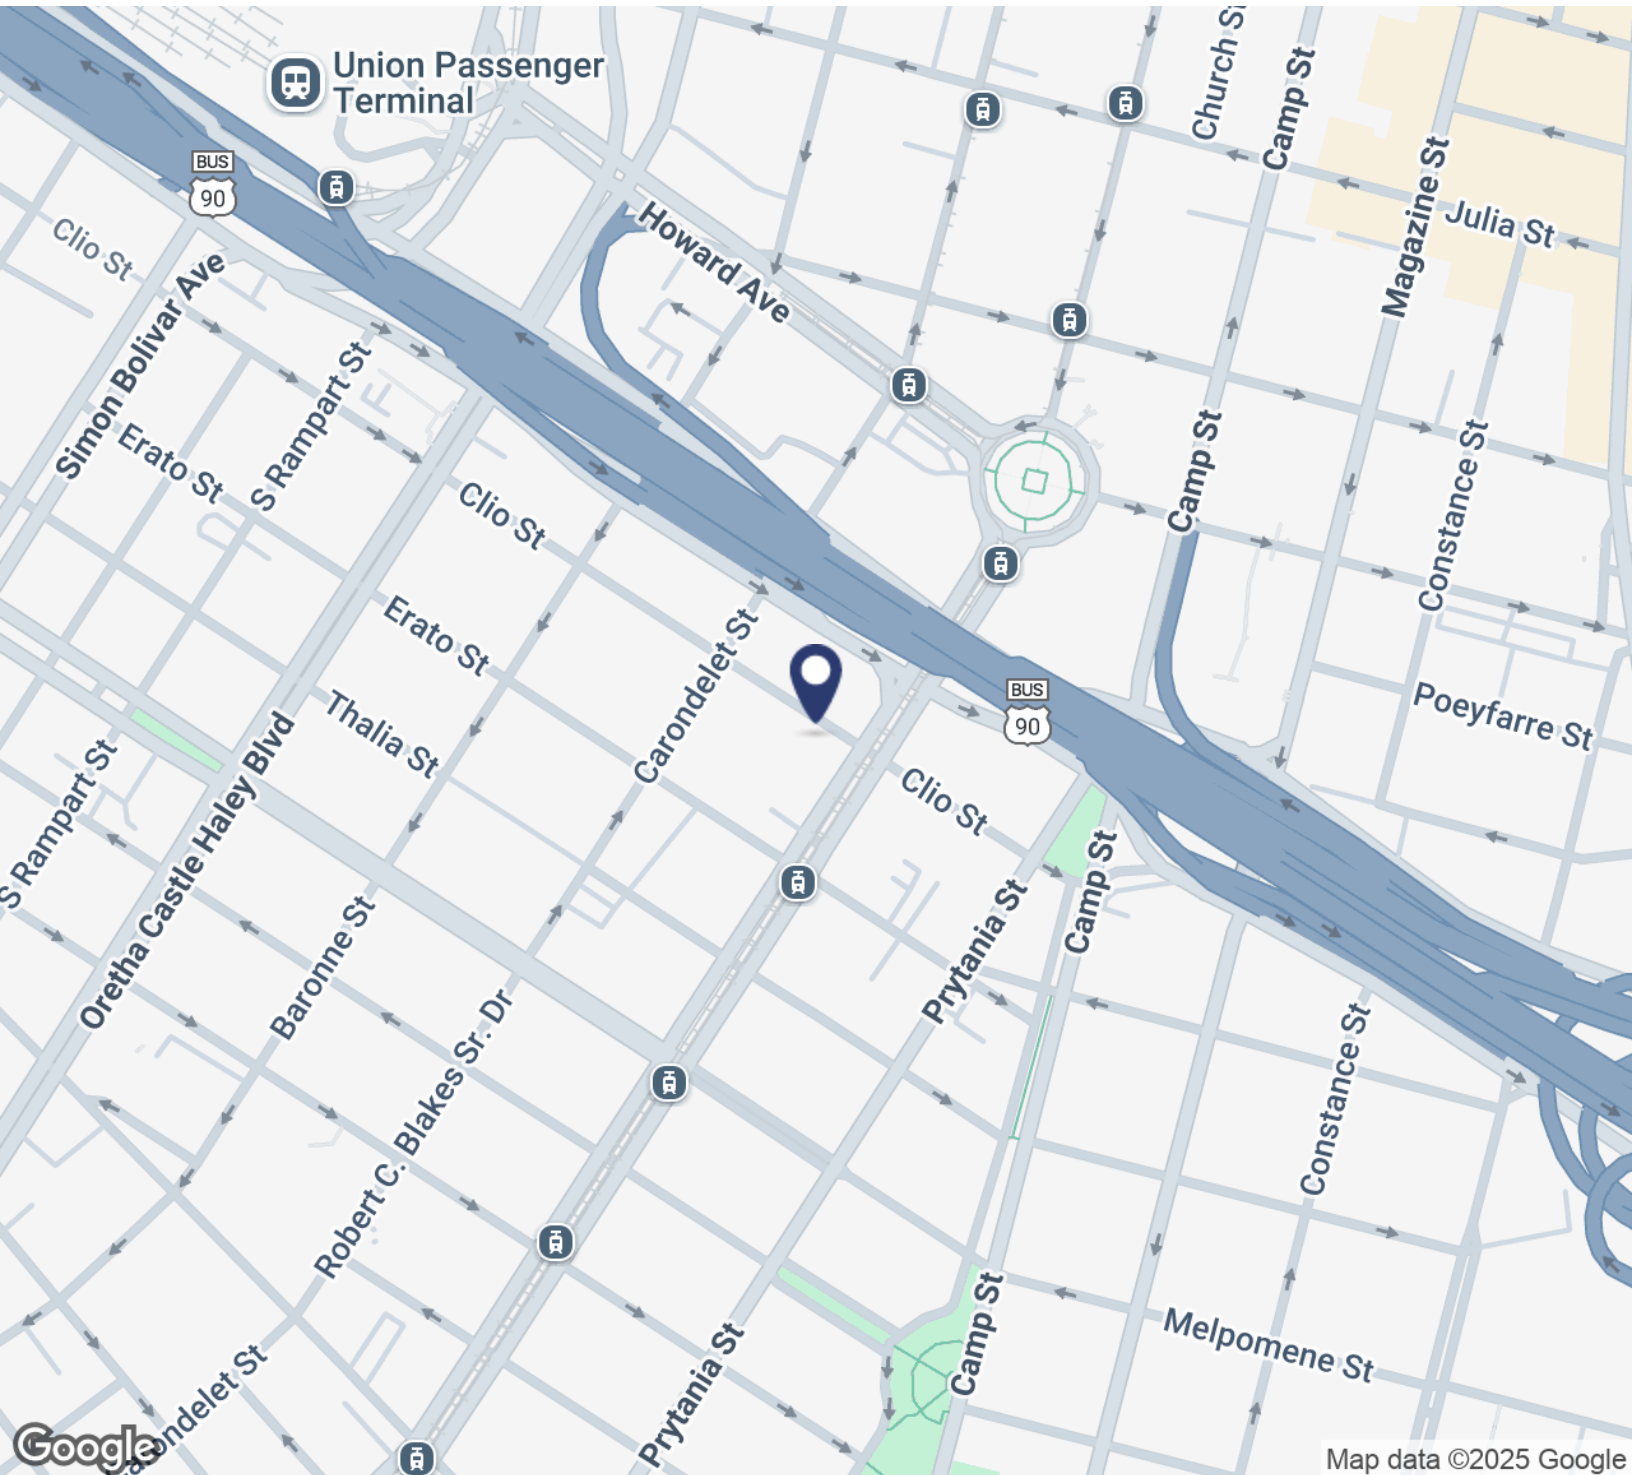 Union Passenger
Terminal
Church S
Camp St
Magazine St
Julia St
BUS
90
Clio St
Simon Bolivar Ave
Howard Ave
S Rampart St
Erato St
Clio St
Camp St
Constance St
Erato St
Carondelet St
BUS
90
Poeyfarre St
Thalia St
S Rampart St
Oretha Castle Haley Blvd
Clio St
Camp St
Prytania St
Baronne St
Robert C. Blakes Sr. Dr
Constance St
Melpomene St
Camp St
Prytania St
ondelet St
Google
Map data ©2025 Google